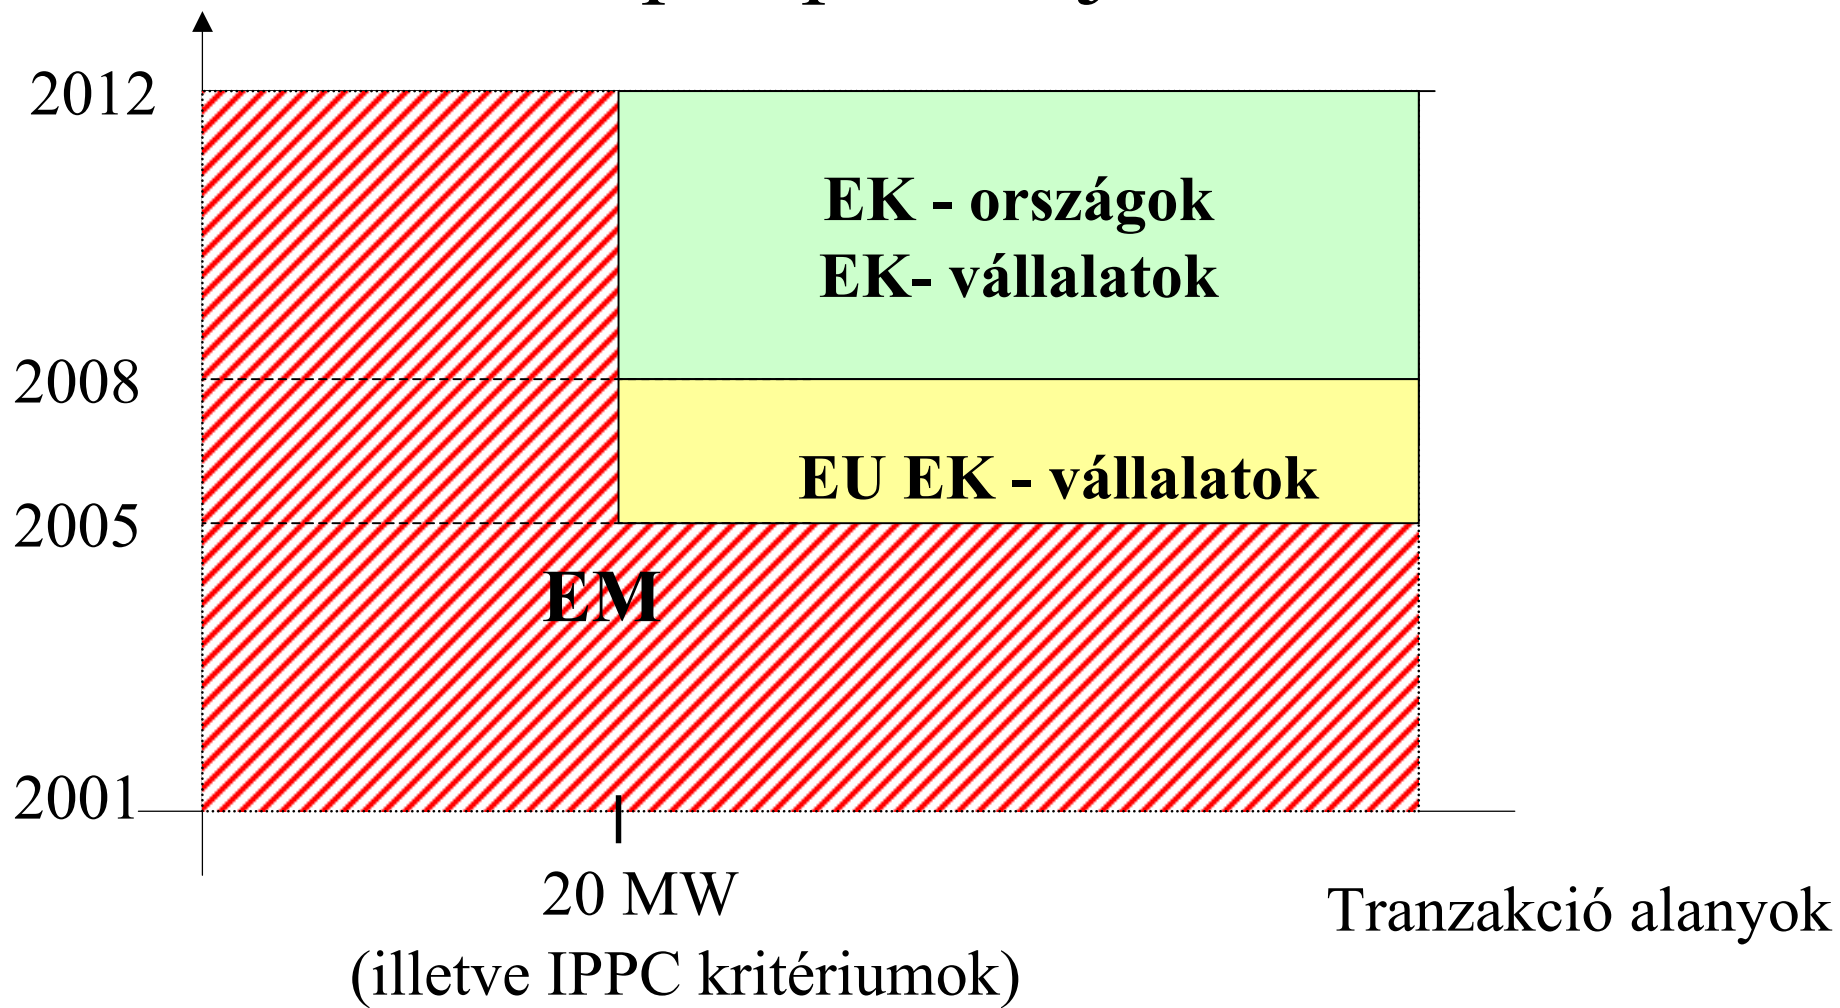 2012
EK - országok
EK- vállalatok
2008
EU EK - vállalatok
2005
EM
2001
20 MW
(illetve IPPC kritériumok)
Tranzakció alanyok